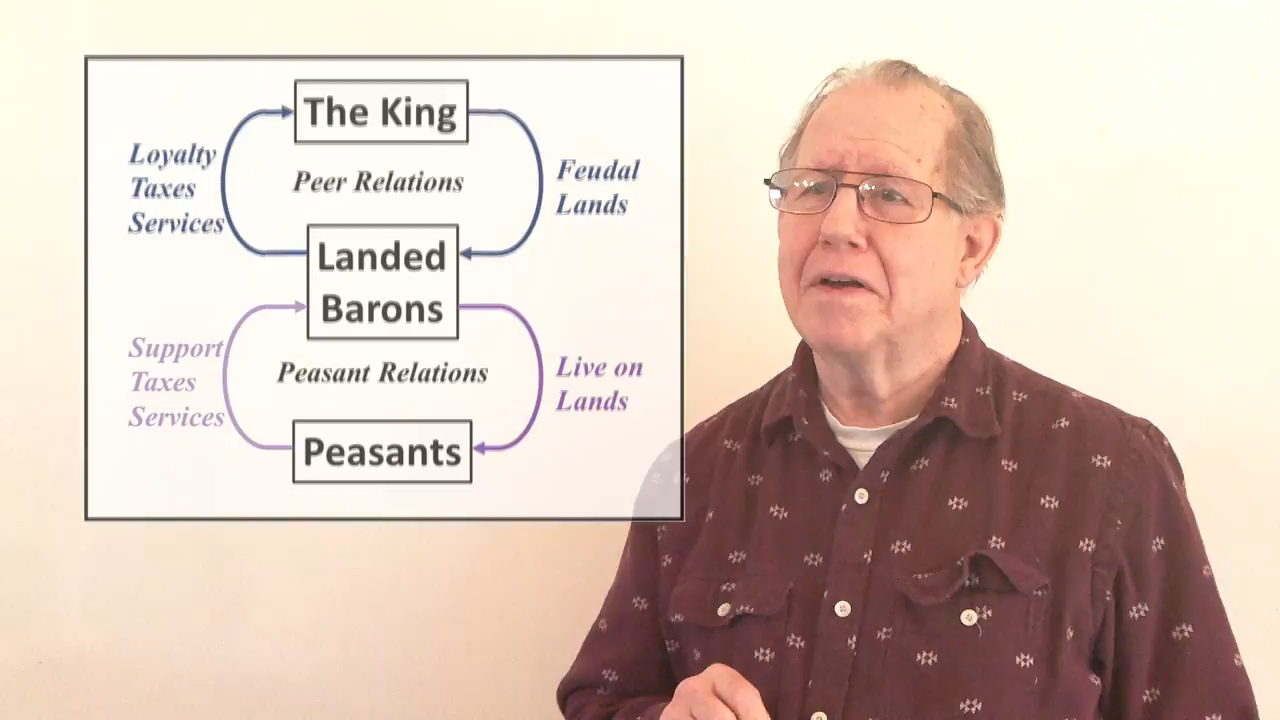 The King
Loyalty
Taxes
Services
Peer Relations
Feudal
Lands
Landed
Barons
Support
Taxes
Services
Peasant Relations
Live on
Lands
Peasants